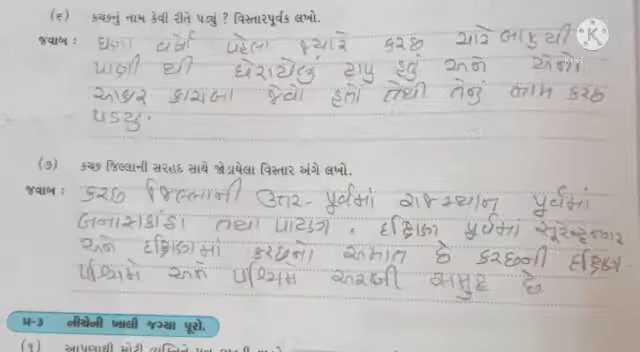 (૬) કચ્છનું નામ કેવી રીતે પડ્યું ? વિસ્તારપૂર્વક લખો.
જવાબ : ઘણા વર્ષો પહેલા જ્યારે કચ્છ ચારે બાજુથી
પાણી થી ઘેરાયેલું ટાપુ હતું અને એનો
આકાર કાચબા જેવો હતો તેથી તેનું નામ કચ્છ
પડ્યુ.
(૭) કચ્છ જિલ્લાની સરહદ સાથે જોડાયેલા વિસ્તાર અંગે લખો.
જવાબ : કચ્છ જિલ્લાની ઉત્તર - પૂર્વમાં રાજસ્થાન પૂર્વમાં
બનાસકાંઠા તથા પાટણ . દક્ષિણ પૂર્વમાં સુરેન્દ્રનગર
અને દક્ષિણમાં કચ્છનો અખાત છે કચ્છની દક્ષિણ
પશ્ચિમે અને પશ્ચિમે અરબી સમુદ્ર છે
પ્ર-૩ નીચેની ખાલી જગ્યા પૂરો.
(૧)